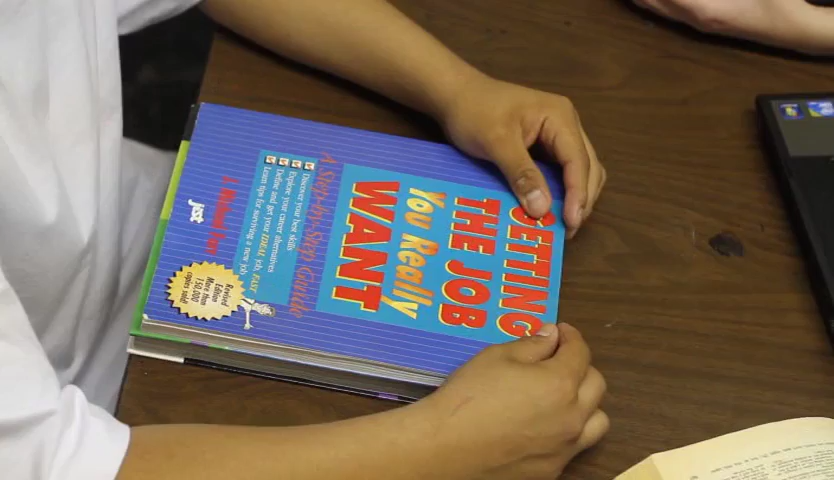 GETTING
THE JOB
You Really
WANT
A Step-by-Step Guide
Discover your best skills
Explore your career alternatives
Define and get your IDEAL job, FAST
Learn tips for surviving a new job
Revised
Edition
More than
150,000
copies sold!
J. Michael Farr
jist